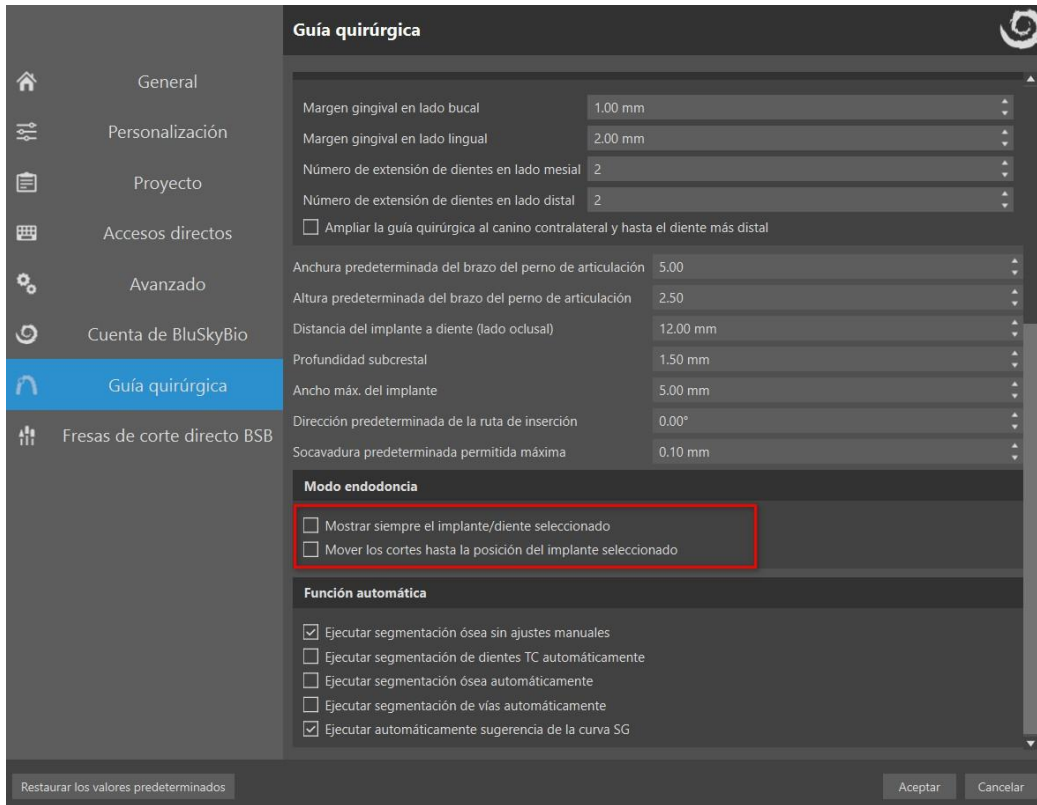 Guía quirúrgica
General
Personalización
Proyecto
Accesos directos
Avanzado
Cuenta de BluSkyBio
Guía quirúrgica
Fresas de corte directo BSB
Margen gingival en lado bucal 1.00 mm
Margen gingival en lado lingual 2.00 mm
Número de extensión de dientes en lado mesial 2
Número de extensión de dientes en lado distal 2
Ampliar la guía quirúrgica al canino contralateral y hasta el diente más distal
Anchura predeterminada del brazo del perno de articulación 5.00
Altura predeterminada del brazo del perno de articulación 2.50
Distancia del implante a diente (lado oclusal) 12.00 mm
Profundidad subcrestal 1.50 mm
Ancho máx. del implante 5.00 mm
Dirección predeterminada de la ruta de inserción 0.00°
Socavadura predeterminada permitida máxima 0.10 mm
Modo endodoncia
Mostrar siempre el implante/diente seleccionado
Mover los cortes hasta la posición del implante seleccionado
Función automática
Ejecutar segmentación ósea sin ajustes manuales
Ejecutar segmentación de dientes TC automáticamente
Ejecutar segmentación ósea automáticamente
Ejecutar segmentación de vías automáticamente
Ejecutar automáticamente sugerencia de la curva SG
Restaurar los valores predeterminados
Aceptar
Cancelar